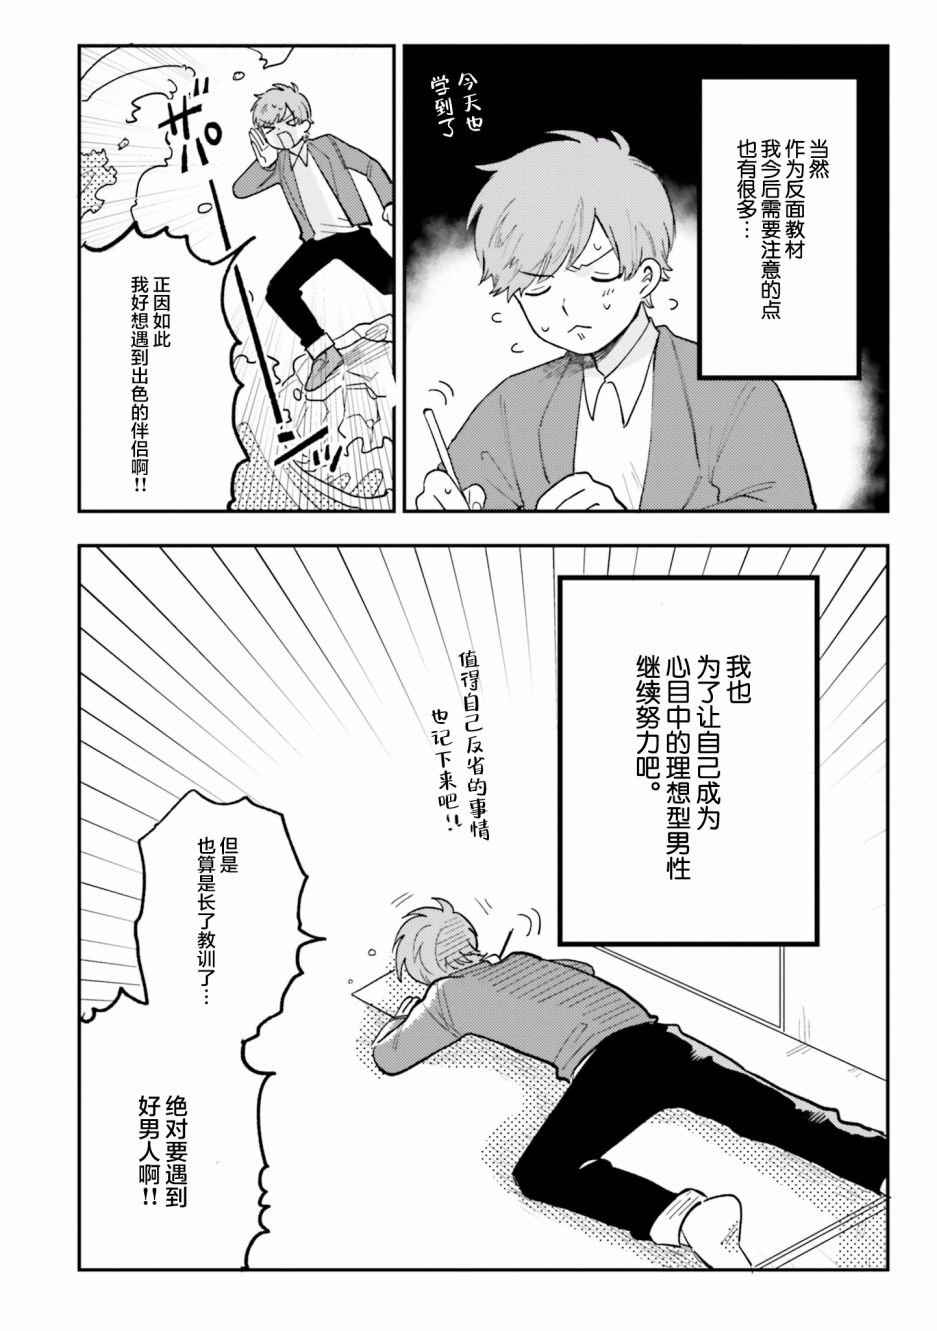 当然
作为反面教材
我今后需要注意的点
也有很多…
今天也
学到了
ザッポ〜ン
正因如此
我好想遇到出色的伴侣啊!!
我也
为了让自己成为
心目中的理想型男性
继续努力吧。
值得自己反省的事情
也记下来吧!!
但是
也算是长了教训了…
绝对要遇到
好男人啊!!